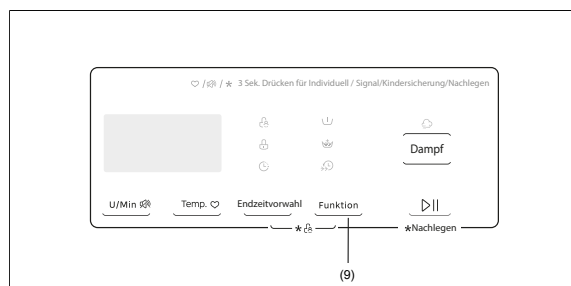 / / * 3 Sek. Drücken für Individuell / Signal/Kindersicherung/Nachlegen
Dampf
U/Min Temp. Endzeitvorwahl Funktion
* *Nachlegen
(9)